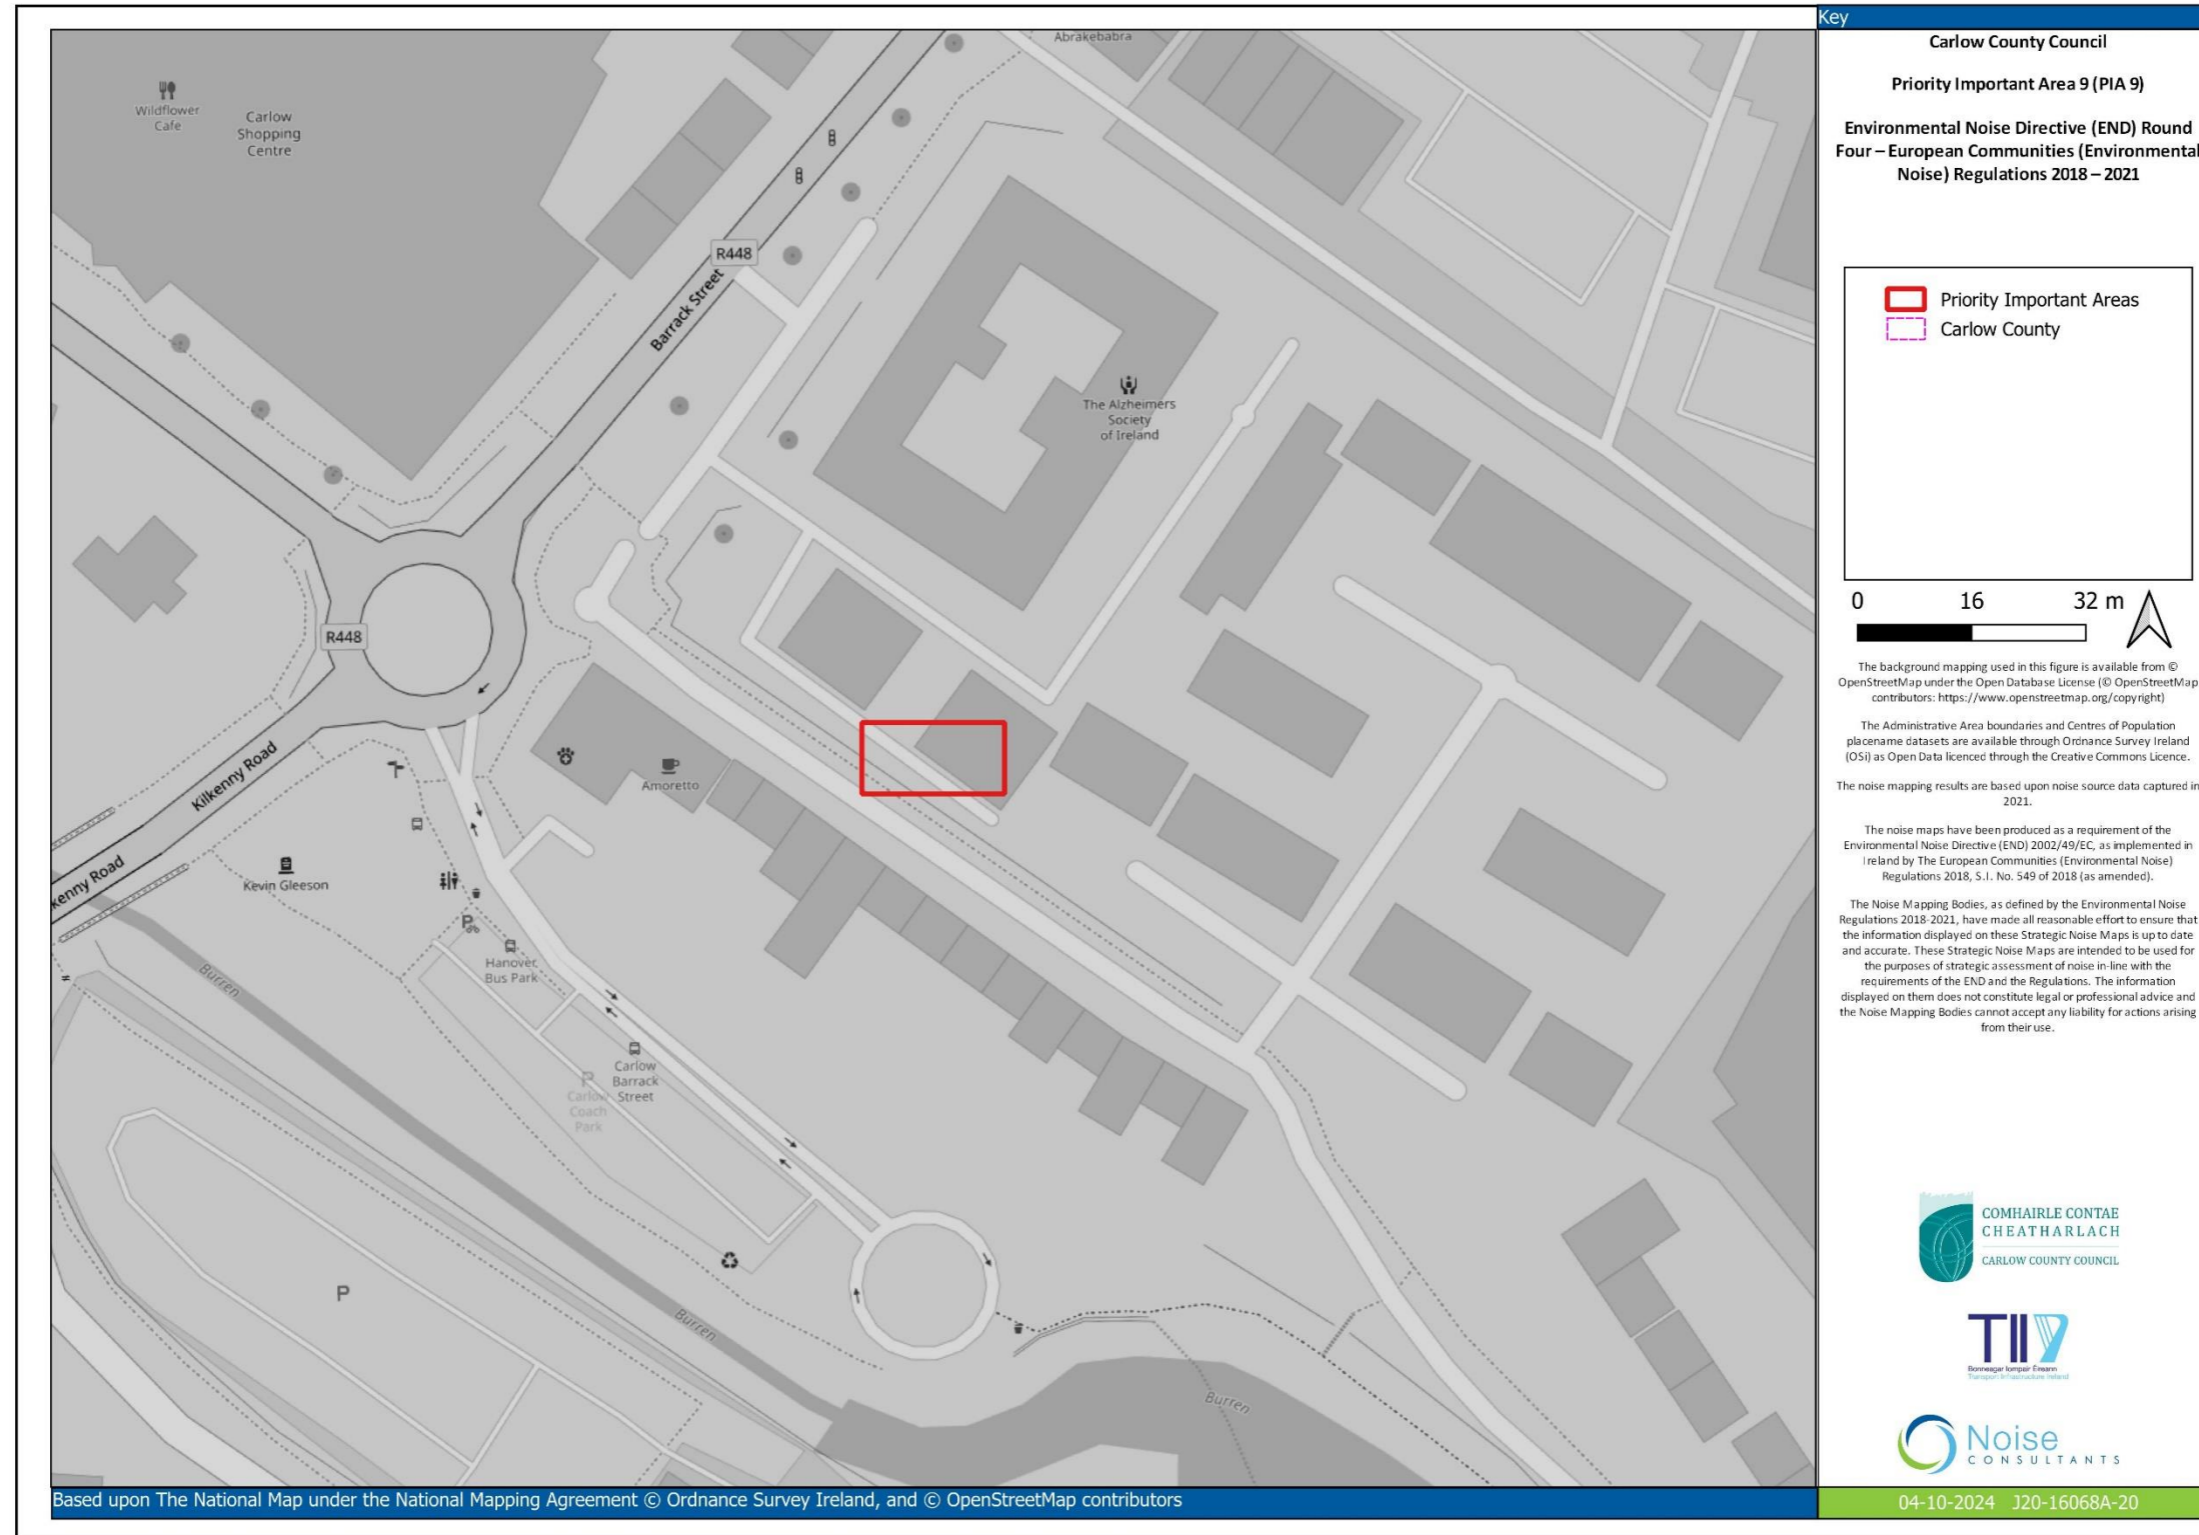 Abrakebabra
Wildflower
Cafe
Carlow
Shopping
Centre
R448
Barrack Street
The Alzheimers
Society
of Ireland
R448
Kilkenny Road
kenny Road
Amoretto
Kevin Gleeson
P
Hanover
Bus Park
Burren
Carlow
Barrack
Street
P
Carlow
Coach
Park
P
Burren
Burren
Based upon The National Map under the National Mapping Agreement © Ordnance Survey Ireland, and © OpenStreetMap contributors
Key
Carlow County Council
Priority Important Area 9 (PIA 9)
Environmental Noise Directive (END) Round
Four – European Communities (Environmental
Noise) Regulations 2018 – 2021
Priority Important Areas
Carlow County
0 16 32 m
The background mapping used in this figure is available from ©
OpenStreetMap under the Open Database License (© OpenStreetMap
contributors: https://www.openstreetmap.org/copyright)
The Administrative Area boundaries and Centres of Population
placename datasets are available through Ordnance Survey Ireland
(OSi) as Open Data licenced through the Creative Commons Licence.
The noise mapping results are based upon noise source data captured in
2021.
The noise maps have been produced as a requirement of the
Environmental Noise Directive (END) 2002/49/EC, as implemented in
Ireland by The European Communities (Environmental Noise)
Regulations 2018, S.I. No. 549 of 2018 (as amended).
The Noise Mapping Bodies, as defined by the Environmental Noise
Regulations 2018-2021, have made all reasonable effort to ensure that
the information displayed on these Strategic Noise Maps is up to date
and accurate. These Strategic Noise Maps are intended to be used for
the purposes of strategic assessment of noise in-line with the
requirements of the END and the Regulations. The information
displayed on them does not constitute legal or professional advice and
the Noise Mapping Bodies cannot accept any liability for actions arising
from their use.
COMHAIRLE CONTAE
CHEATHARLACH
CARLOW COUNTY COUNCIL
TII
Bonneagar Iompair Éireann
Transport Infrastructure Ireland
Noise
CONSULTANTS
04-10-2024 J20-16068A-20